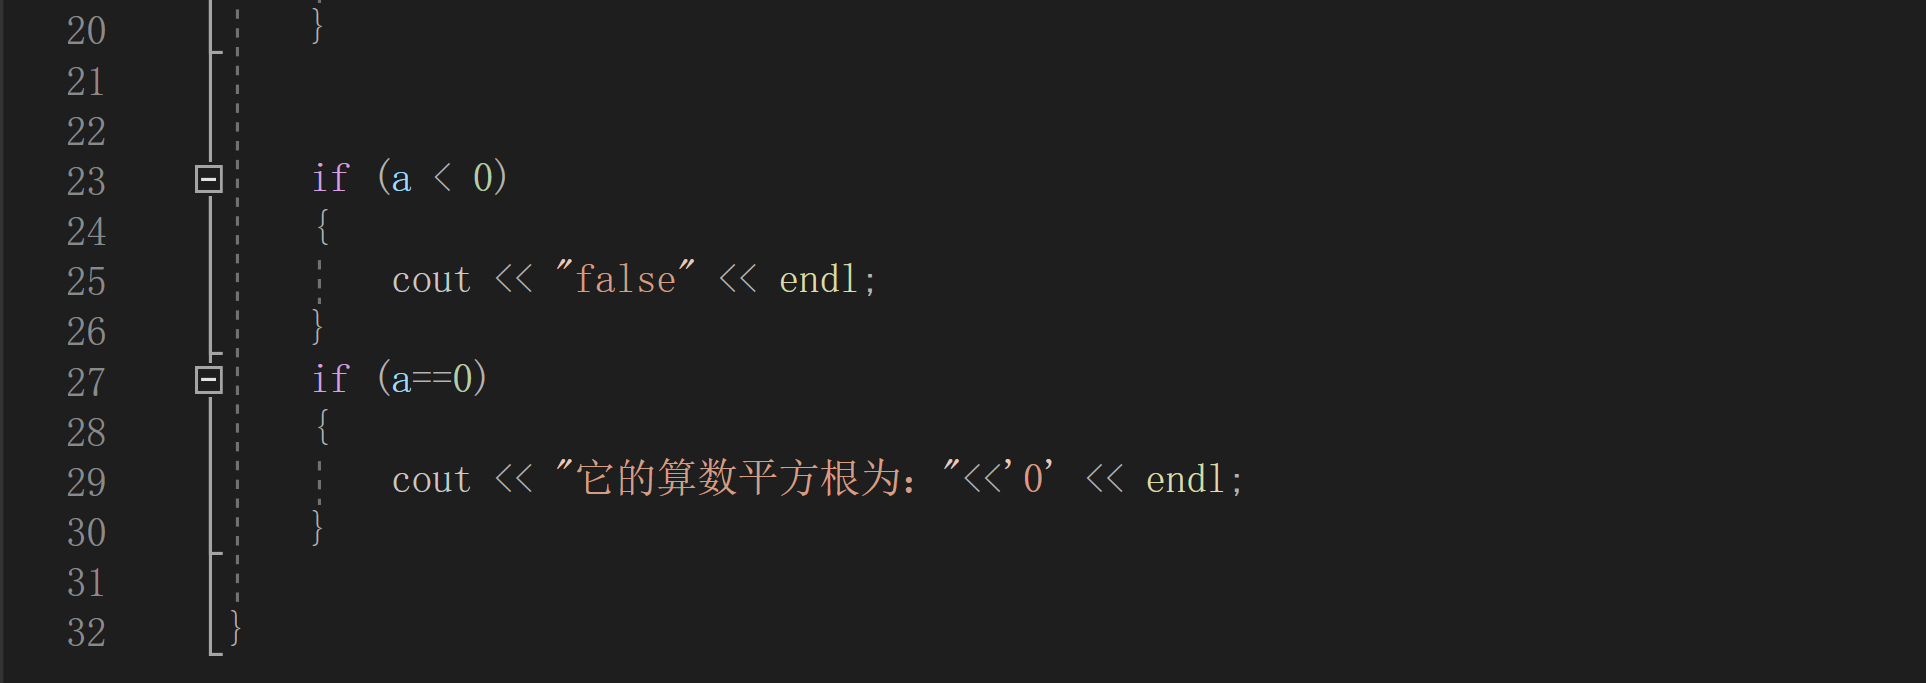 20 }
21
22
23 if (a < 0)
24 {
25 cout << "false" << endl;
26 }
27 if (a==0)
28 {
29 cout << "它的算数平方根为："<<'0' << endl;
30 }
31
32 }